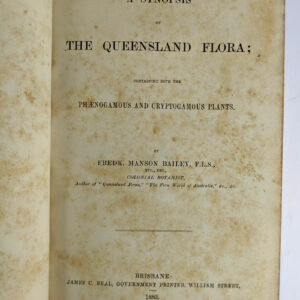 A SYNOPSIS
OF
THE QUEENSLAND FLORA;
CONTAINING BOTH THE
PHÆNOGAMOUS AND CRYPTOGAMOUS PLANTS.
BY
FREDK. MANSON BAILEY, F.L.S.,
ETC., ETC.,
COLONIAL BOTANIST,
Author of "Queensland Ferns," "The Fern World of Australia," &c., &c.
BRISBANE:
JAMES C. BEAL, GOVERNMENT PRINTER, WILLIAM STREET.
1883.